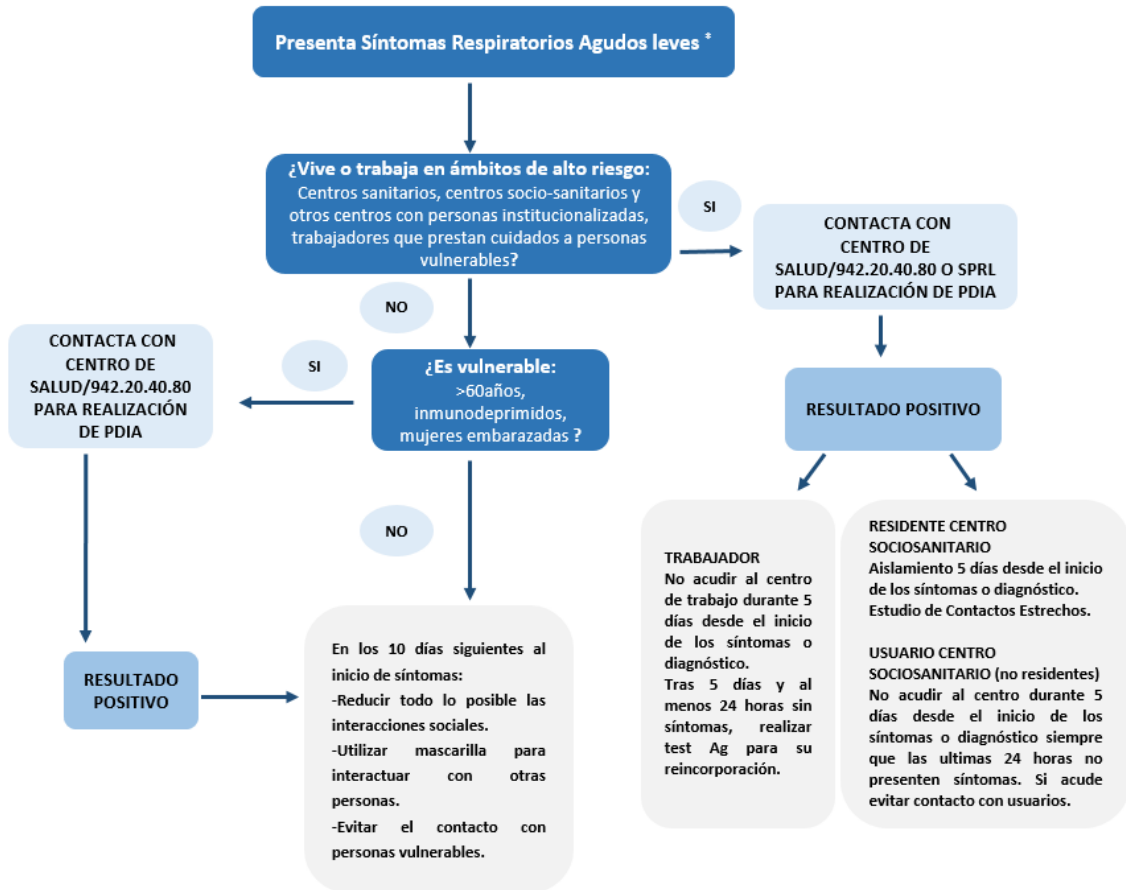 Presenta Síntomas Respiratorios Agudos leves *
¿Vive o trabaja en ámbitos de alto riesgo:
Centros sanitarios, centros socio-sanitarios y
otros centros con personas institucionalizadas,
trabajadores que prestan cuidados a personas
vulnerables?
SI
CONTACTA CON
CENTRO DE
SALUD/942.20.40.80 O SPRL
PARA REALIZACIÓN DE PDIA
NO
¿Es vulnerable:
>60años,
inmunodeprimidos,
mujeres embarazadas ?
SI
CONTACTA CON
CENTRO DE
SALUD/942.20.40.80
PARA REALIZACIÓN
DE PDIA
RESULTADO POSITIVO
NO
TRABAJADOR
No acudir al centro
de trabajo durante 5
días desde el inicio
de los síntomas o
diagnóstico.
Tras 5 días y al
menos 24 horas sin
síntomas, realizar
test Ag para su
reincorporación.
RESIDENTE CENTRO
SOCIOSANITARIO
Aislamiento 5 días desde el inicio
de los síntomas o diagnóstico.
Estudio de Contactos Estrechos.
USUARIO CENTRO
SOCIOSANITARIO (no residentes)
No acudir al centro durante 5
días desde el inicio de los
síntomas o diagnóstico siempre
que las ultimas 24 horas no
presenten síntomas. Si acude
evitar contacto con usuarios.
RESULTADO
POSITIVO
En los 10 días siguientes al
inicio de síntomas:
-Reducir todo lo posible las
interacciones sociales.
-Utilizar mascarilla para
interactuar con otras
personas.
-Evitar el contacto con
personas vulnerables.